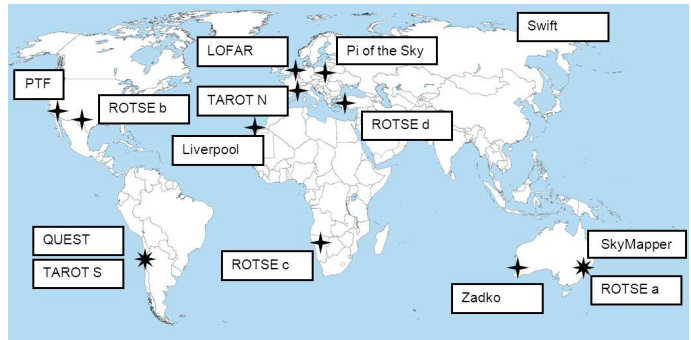 Swift
LOFAR
Pi of the Sky
PTF
ROTSE b
TAROT N
ROTSE d
Liverpool
QUEST
TAROT S
ROTSE c
SkyMapper
Zadko
ROTSE a